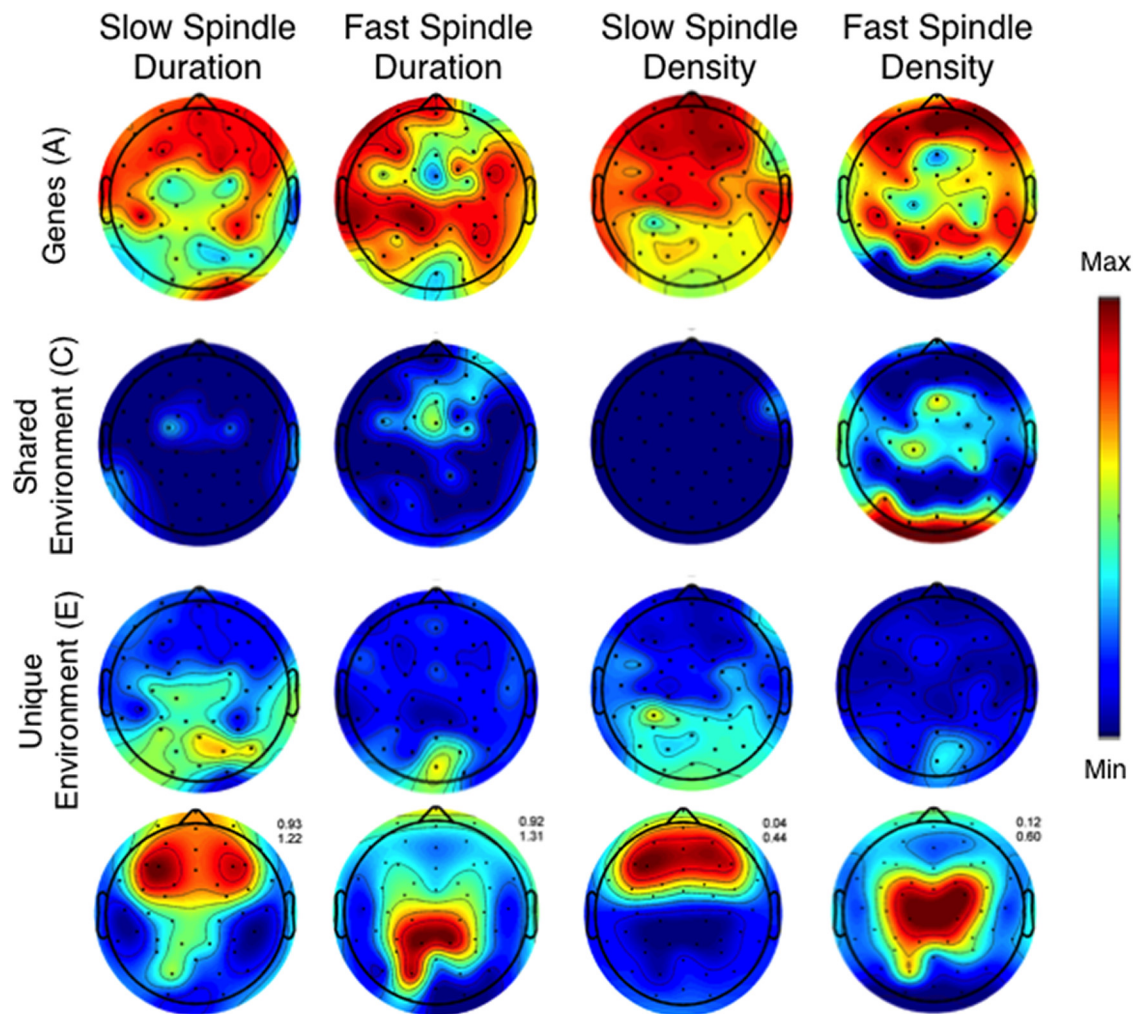 Slow Spindle
Duration
Fast Spindle
Duration
Slow Spindle
Density
Fast Spindle
Density
Genes (A)
Shared
Environment (C)
Unique
Environment (E)
Max
Min
0.93
1.22
0.92
1.31
0.04
0.44
0.12
0.60